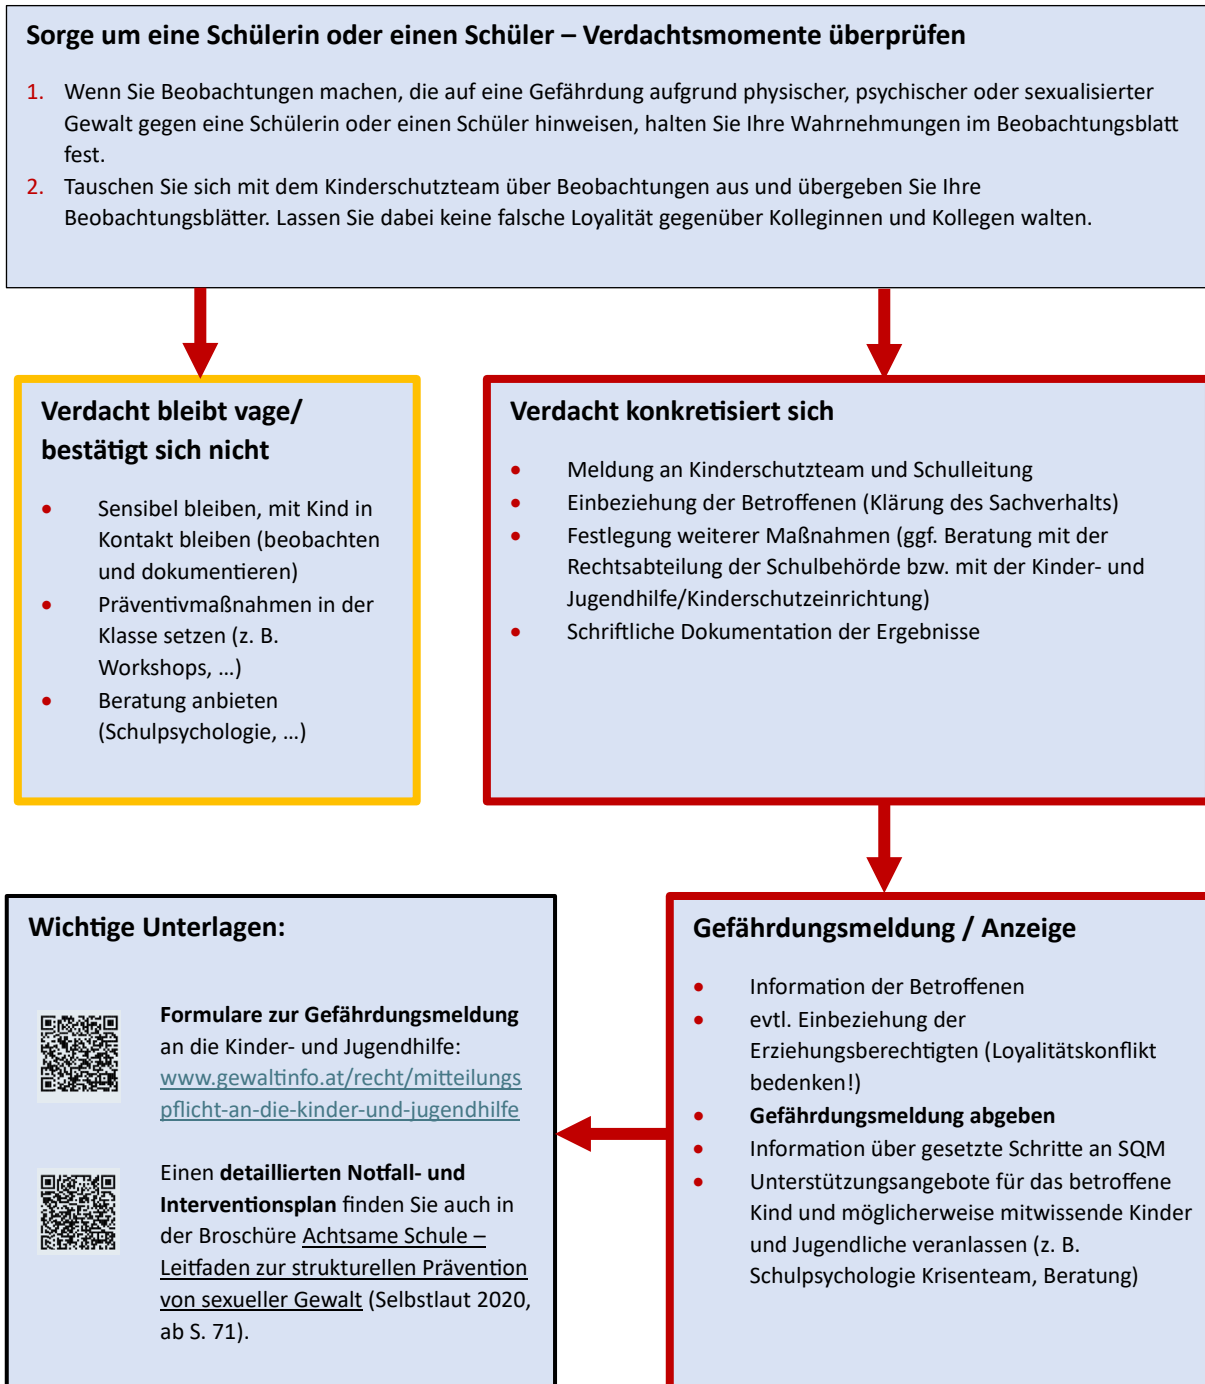 Sorge um eine Schülerin oder einen Schüler – Verdachtsmomente überprüfen
1. Wenn Sie Beobachtungen machen, die auf eine Gefährdung aufgrund physischer, psychischer oder sexualisierter
Gewalt gegen eine Schülerin oder einen Schüler hinweisen, halten Sie Ihre Wahrnehmungen im Beobachtungsblatt
fest.
2. Tauschen Sie sich mit dem Kinderschutzteam über Beobachtungen aus und übergeben Sie Ihre
Beobachtungsblätter. Lassen Sie dabei keine falsche Loyalität gegenüber Kolleginnen und Kollegen walten.
Verdacht bleibt vage/
bestätigt sich nicht
• Sensibel bleiben, mit Kind in
Kontakt bleiben (beobachten
und dokumentieren)
• Präventivmaßnahmen in der
Klasse setzen (z. B.
Workshops, …)
• Beratung anbieten
(Schulpsychologie, …)
Verdacht konkretisiert sich
• Meldung an Kinderschutzteam und Schulleitung
• Einbeziehung der Betroffenen (Klärung des Sachverhalts)
• Festlegung weiterer Maßnahmen (ggf. Beratung mit der
Rechtsabteilung der Schulbehörde bzw. mit der Kinder- und
Jugendhilfe/Kinderschutzeinrichtung)
• Schriftliche Dokumentation der Ergebnisse
Gefährdungsmeldung / Anzeige
• Information der Betroffenen
• evtl. Einbeziehung der
Erziehungsberechtigten (Loyalitätskonflikt
bedenken!)
• Gefährdungsmeldung abgeben
• Information über gesetzte Schritte an SQM
• Unterstützungsangebote für das betroffene
Kind und möglicherweise mitwissende Kinder
und Jugendliche veranlassen (z. B.
Schulpsychologie Krisenteam, Beratung)
Wichtige Unterlagen:
Formulare zur Gefährdungsmeldung
an die Kinder- und Jugendhilfe:
www.gewaltinfo.at/recht/mitteilungs
pflicht-an-die-kinder-und-jugendhilfe
Einen detaillierten Notfall- und
Interventionsplan finden Sie auch in
der Broschüre Achtsame Schule –
Leitfaden zur strukturellen Prävention
von sexueller Gewalt (Selbstlaut 2020,
ab S. 71).